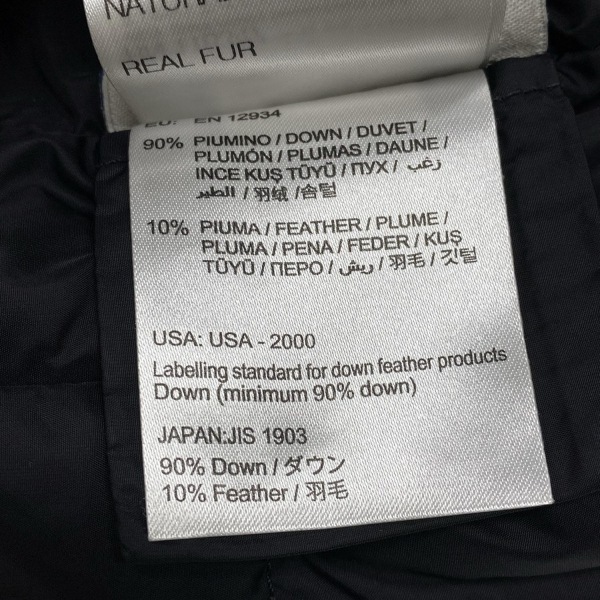 NATURAL
REAL FUR
EU: EN 12934
90% PIUMINO / DOWN / DUVET /
PLUMÓN / PLUMAS / DAUNE /
INCE KUŞ TÜYÜ / ПУХ / زغب
الطير / 羽绒 / 솜털
10% PIUMA / FEATHER / PLUME /
PLUMA / PENA / FEDER / KUŞ
TÜYÜ / ПЕРО / ريش / 羽毛 / 깃털
USA: USA - 2000
Labelling standard for down feather products
Down (minimum 90% down)
JAPAN:JIS 1903
90% Down / ダウン
10% Feather / 羽毛